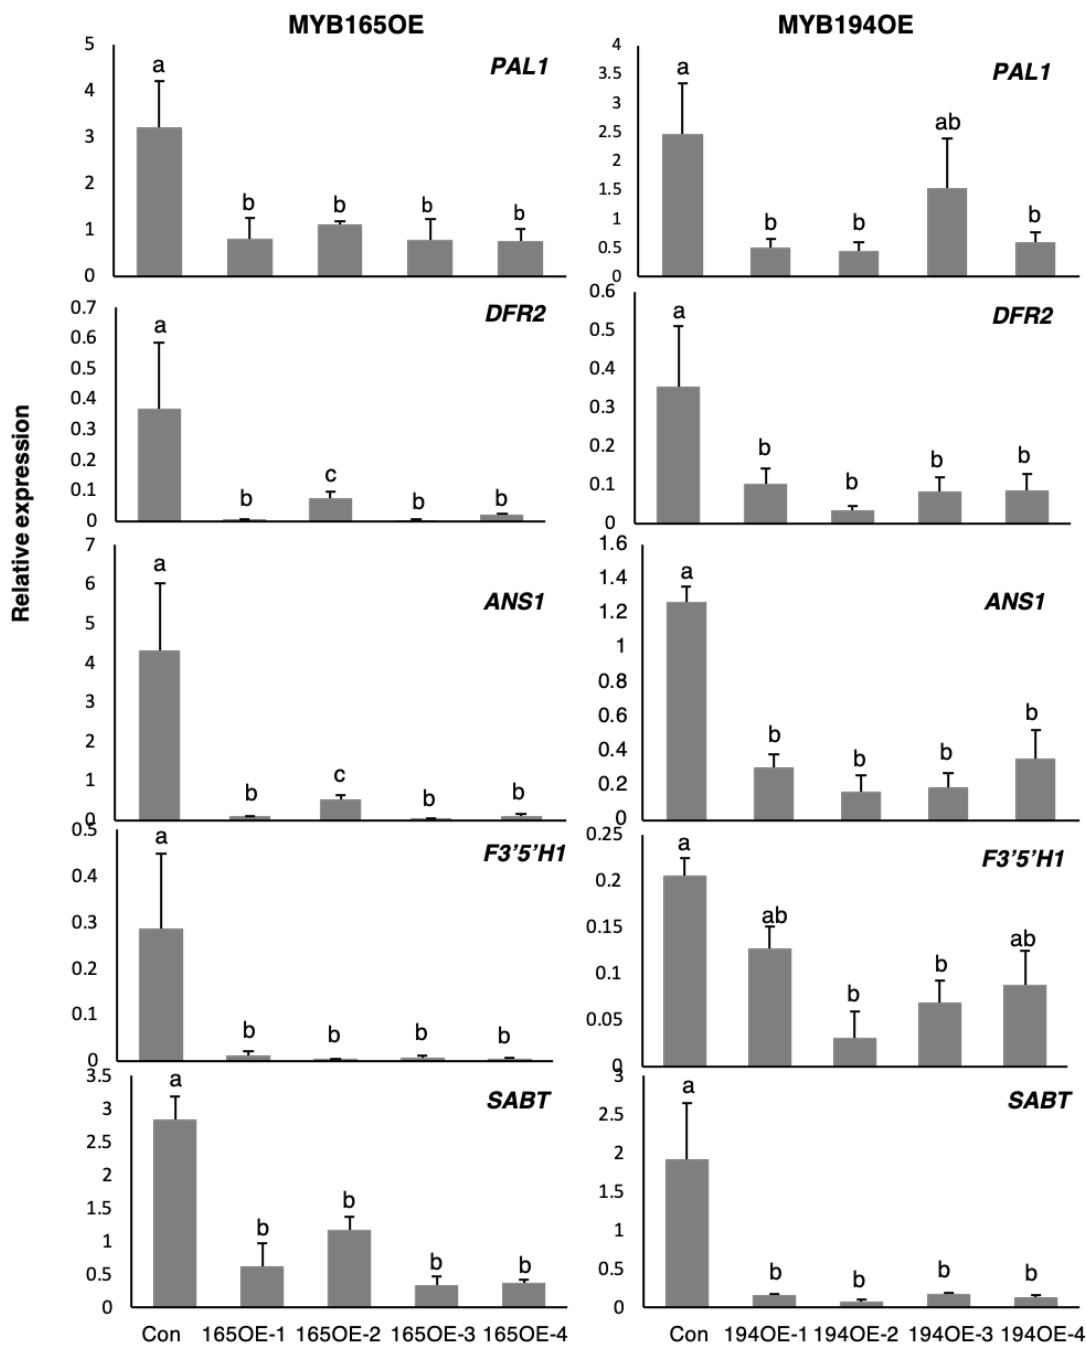 MYB165OE
MYB194OE
Relative expression
PAL1
5
4
3
2
1
0
a
b
b
b
b
PAL1
4
3.5
3
2.5
2
1.5
1
0.5
0
a
b
b
ab
b
DFR2
0.7
0.6
0.5
0.4
0.3
0.2
0.1
0
a
b
c
b
b
DFR2
0.6
0.5
0.4
0.3
0.2
0.1
0
a
b
b
b
b
ANS1
7
6
5
4
3
2
1
0
a
b
c
b
b
ANS1
1.6
1.4
1.2
1
0.8
0.6
0.4
0.2
0
a
b
b
b
b
F3’5’H1
0.5
0.4
0.3
0.2
0.1
0
a
b
b
b
b
F3’5’H1
0.25
0.2
0.15
0.1
0.05
0
a
ab
b
b
ab
SABT
3.5
3
2.5
2
1.5
1
0.5
0
a
b
b
b
b
SABT
3
2.5
2
1.5
1
0.5
0
a
b
b
b
b
Con 165OE-1 165OE-2 165OE-3 165OE-4
Con 194OE-1 194OE-2 194OE-3 194OE-4